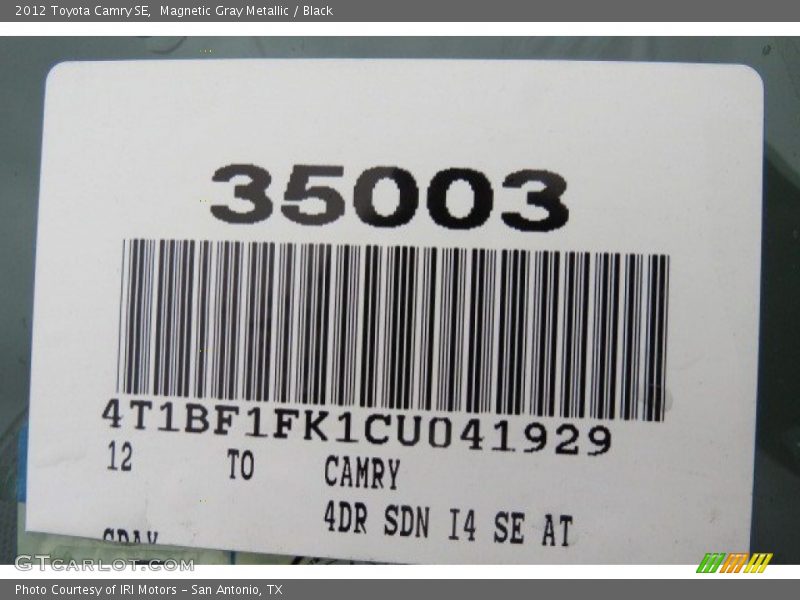 2012 Toyota Camry SE, Magnetic Gray Metallic / Black
35003
4T1BF1FK1CU041929
12 TO CAMRY
4DR SDN I4 SE AT
GRAY
GTcarlot.com
Photo Courtesy of IRI Motors – San Antonio, TX